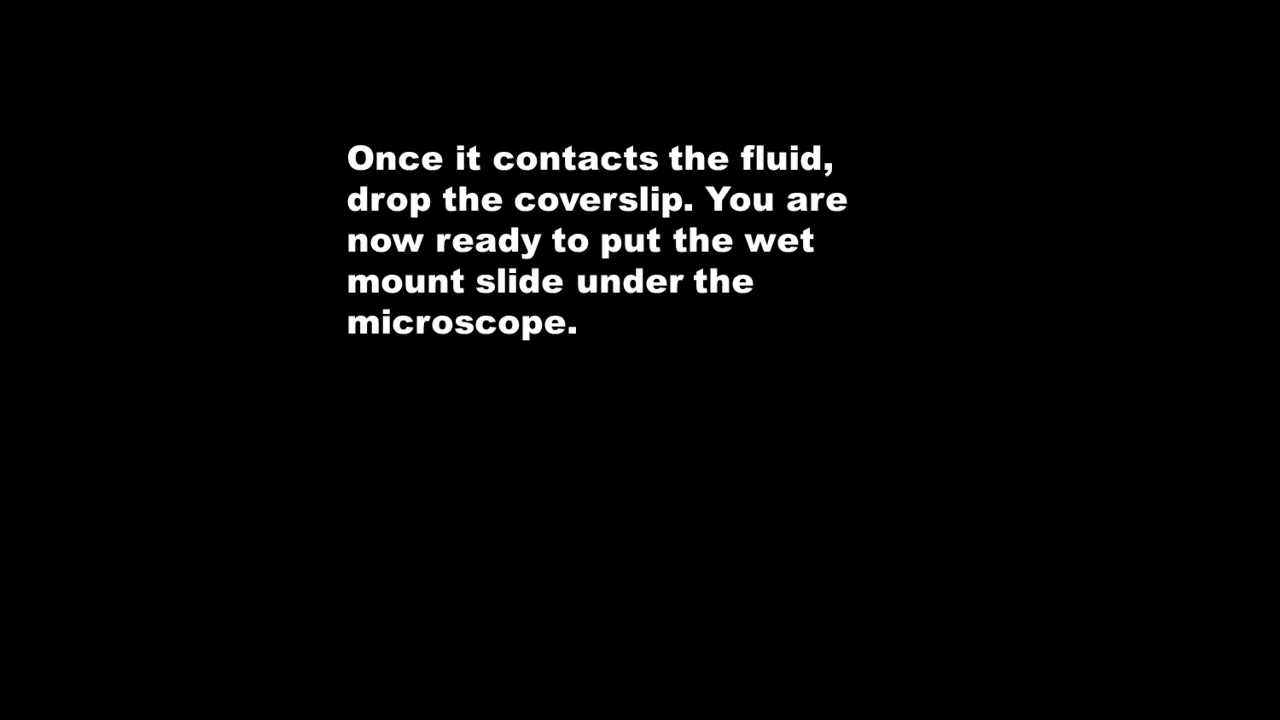 Once it contacts the fluid,
drop the coverslip. You are
now ready to put the wet
mount slide under the
microscope.